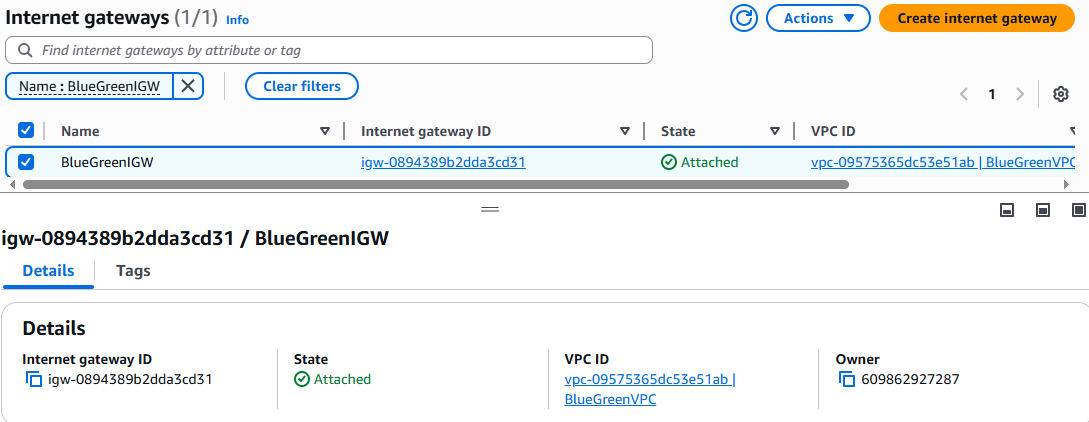 Internet gateways (1/1) Info
Actions
Create internet gateway
Find internet gateways by attribute or tag
Name : BlueGreenIGW
Clear filters
1
Name
Internet gateway ID
State
VPC ID
BlueGreenIGW
igw-0894389b2dda3cd31
Attached
vpc-09575365dc53e51ab | BlueGreenVPC
igw-0894389b2dda3cd31 / BlueGreenIGW
Details
Tags
Details
Internet gateway ID
igw-0894389b2dda3cd31
State
Attached
VPC ID
vpc-09575365dc53e51ab |
BlueGreenVPC
Owner
609862927287